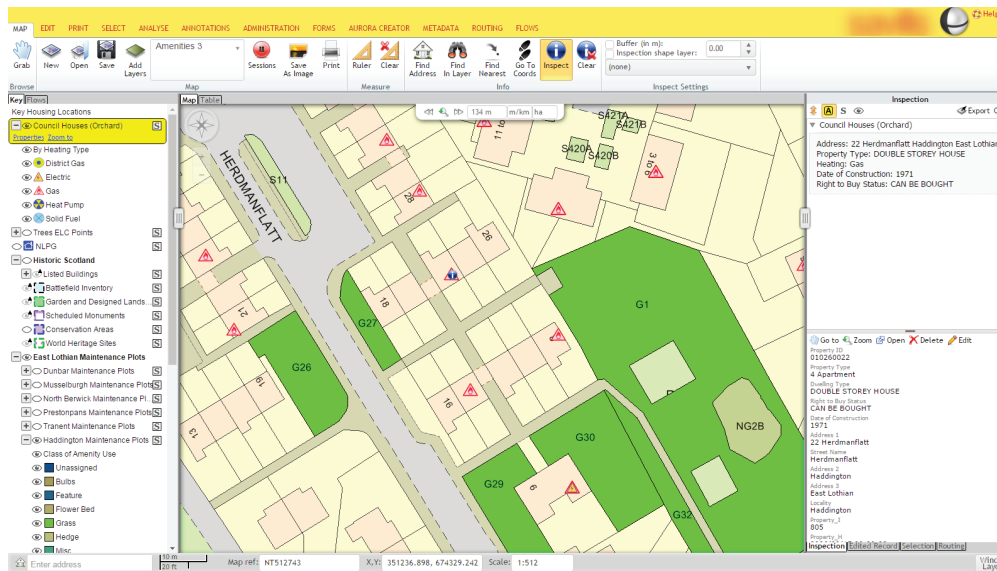 Help
MAP EDIT PRINT SELECT ANALYSE ANNOTATIONS ADMINISTRATION FORMS AURORA CREATOR METADATA ROUTING FLOWS
Grab New Open Save Add Layers Amenities 3 Sessions Save As Image Print Ruler Clear Find Address Find In Layer Find Nearest Go To Coords Inspect Clear
Buffer (in m): 0.00
Inspection shape layer:
(none)
Browse Map Measure Info Inspect Settings
Key Flows
Key Housing Locations
Council Houses (Orchard) S
Properties Zoom to
By Heating Type
District Gas
Electric
Gas
Heat Pump
Solid Fuel
Trees ELC Points S
NLPG S
Historic Scotland
Listed Buildings S
Battlefield Inventory S
Garden and Designed Lands... S
Scheduled Monuments S
Conservation Areas S
World Heritage Sites S
East Lothian Maintenance Plots
Dunbar Maintenance Plots S
Musselburgh Maintenance Plots S
North Berwick Maintenance Pl... S
Prestonpans Maintenance Plots S
Tranent Maintenance Plots S
Haddington Maintenance Plots S
Class of Amenity Use
Unassigned
Bulbs
Feature
Flower Bed
Grass
Hedge
Misc
Map Table
134 m m/km ha
HERDMANFLATT
S11
11 to
S421A
S421B
S420A
S420B
3 to 8
28
26
18
21
G27
G26
19
13
16
G1
NG2B
G30
G29
6
G32
Inspection
A S Export
Council Houses (Orchard)
Address: 22 Herdmanflatt Haddington East Lothian
Property Type: DOUBLE STOREY HOUSE
Heating: Gas
Date of Construction: 1971
Right to Buy Status: CAN BE BOUGHT
Go to Zoom Open Delete Edit
Property ID
010260022
Property Type
4 Apartment
Dwelling Type
DOUBLE STOREY HOUSE
Right to Buy Status
CAN BE BOUGHT
Date of Construction
1971
Address 1
22 Herdmanflatt
Street Name
Herdmanflatt
Address 2
Haddington
Address 3
East Lothian
Locality
Haddington
Property_I
805
Property_H
Inspection Edited Record Selection Routing
Enter address
10 m
20 ft
Map ref: NT512743 X,Y: 351236.898, 674329.242 Scale: 1:512